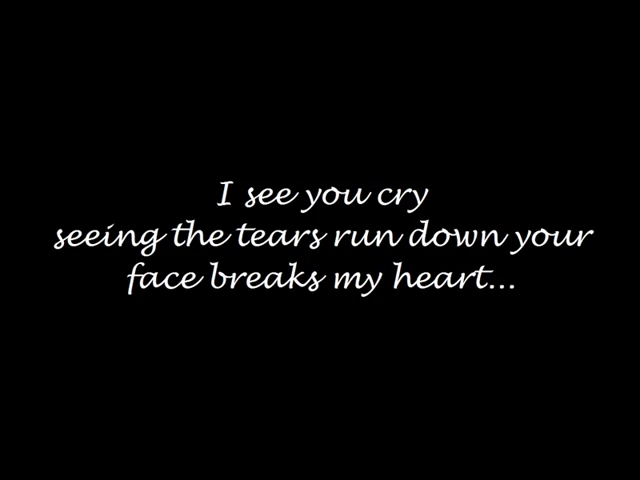 I see you cry
seeing the tears run down your
face breaks my heart...